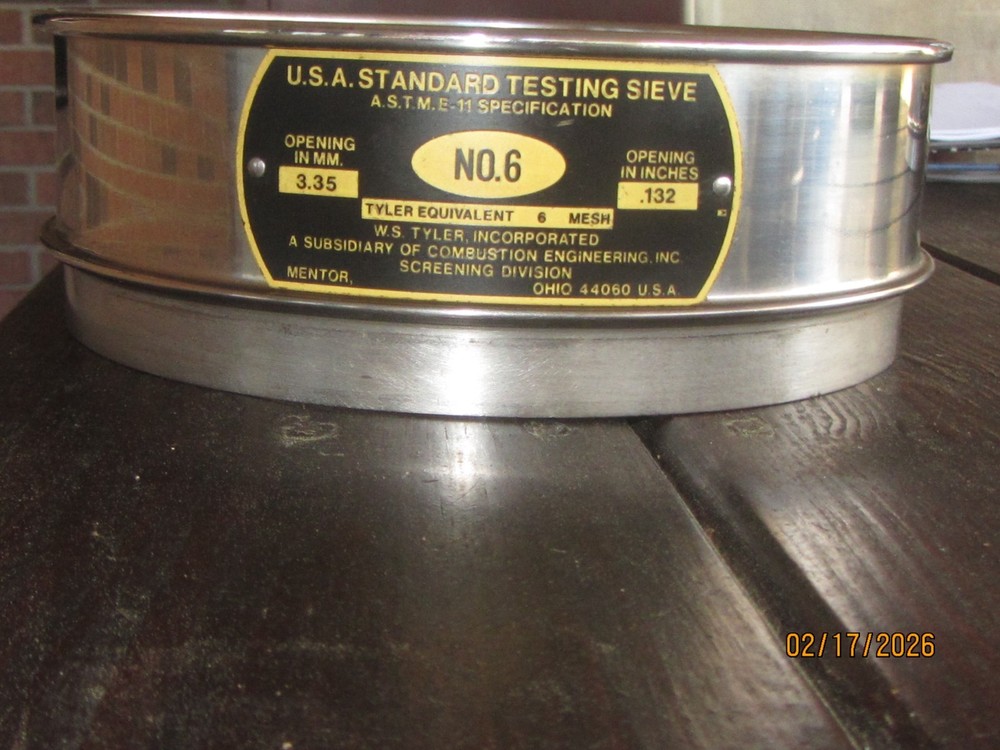 U.S.A. STANDARD TESTING SIEVE
A.S.T.M. E-11 SPECIFICATION
OPENING
IN MM.
3.35
NO.6
OPENING
IN INCHES
.132
TYLER EQUIVALENT 6 MESH
W.S. TYLER, INCORPORATED
A SUBSIDIARY OF COMBUSTION ENGINEERING, INC.
SCREENING DIVISION
MENTOR, OHIO 44060 U.S.A.
02/17/2026